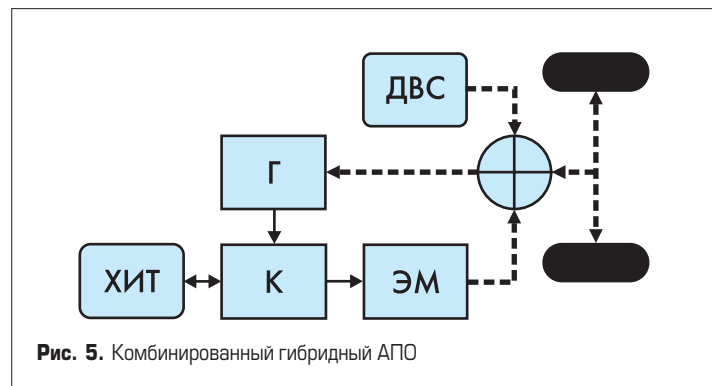 ДВС
Г
ХИТ
К
ЭМ
Рис. 5. Комбинированный гибридный АПО